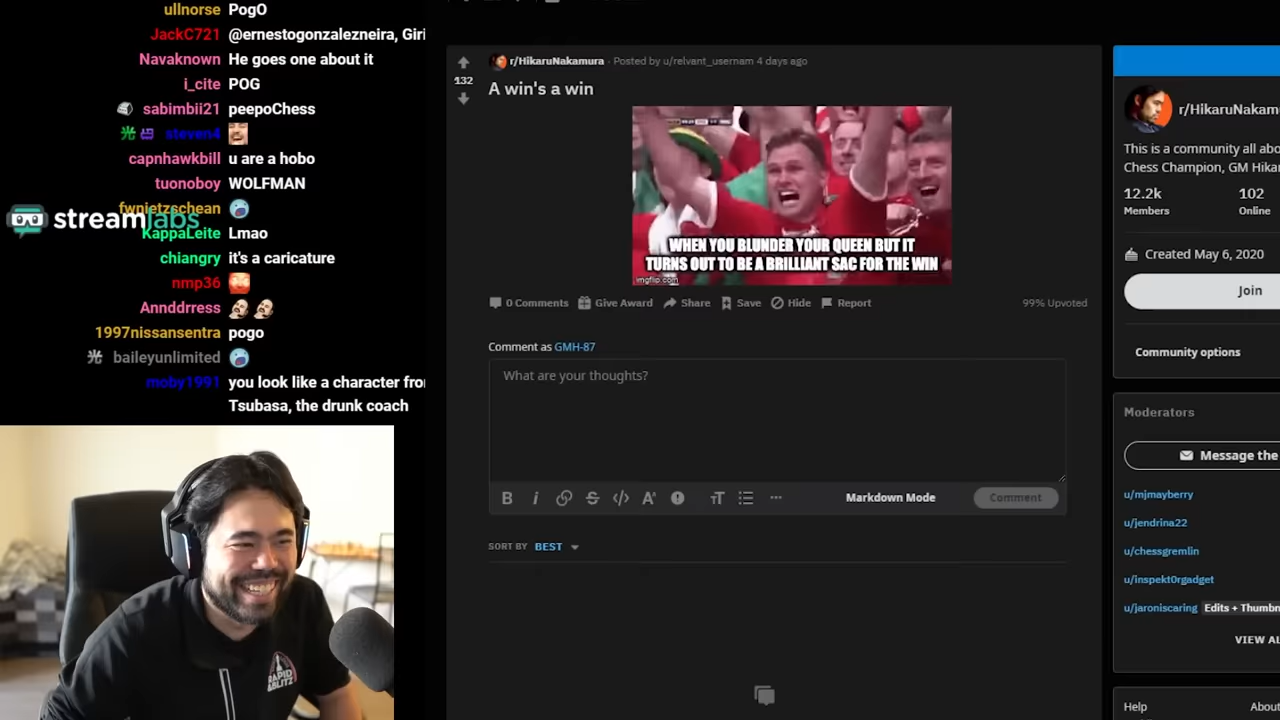 ullnorse PogO
JackC721 @ernestogonzalezneira, Giri
Navaknown He goes one about it
i_cite POG
sabimbii21 peepoChess
steven4
capnhawkbill u are a hobo
tuonoboy WOLFMAN
fwnietzschean
streamlabs
KappaLeite Lmao
chiangry it's a caricature
nmp36
Annddrress
1997nissansentra pogo
baileyunlimited
moby1991 you look like a character from
Tsubasa, the drunk coach
RAPID
&BLITZ
r/HikaruNakamura · Posted by u/relvant_usernam 4 days ago
132
A win's a win
WHEN YOU BLUNDER YOUR QUEEN BUT IT
TURNS OUT TO BE A BRILLIANT SAC FOR THE WIN
imgflip.com
0 Comments Give Award Share Save Hide Report 99% Upvoted
Comment as GMH-87
What are your thoughts?
Markdown Mode Comment
SORT BY BEST
r/HikaruNakam
This is a community all abo
Chess Champion, GM Hika
12.2k 102
Members Online
Created May 6, 2020
Join
Community options
Moderators
Message the
u/mjmayberry
u/jendrina22
u/chessgremlin
u/inspekt0rgadget
u/jaroniscaring Edits + Thumbn
VIEW AL
Help About